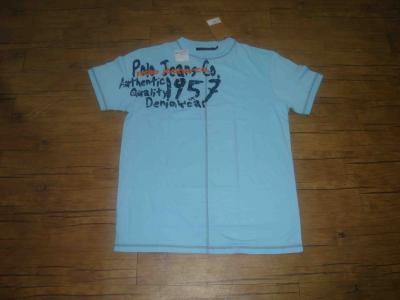 Polo Jeans Co.
Authentic 1957
Quality
Denimwear